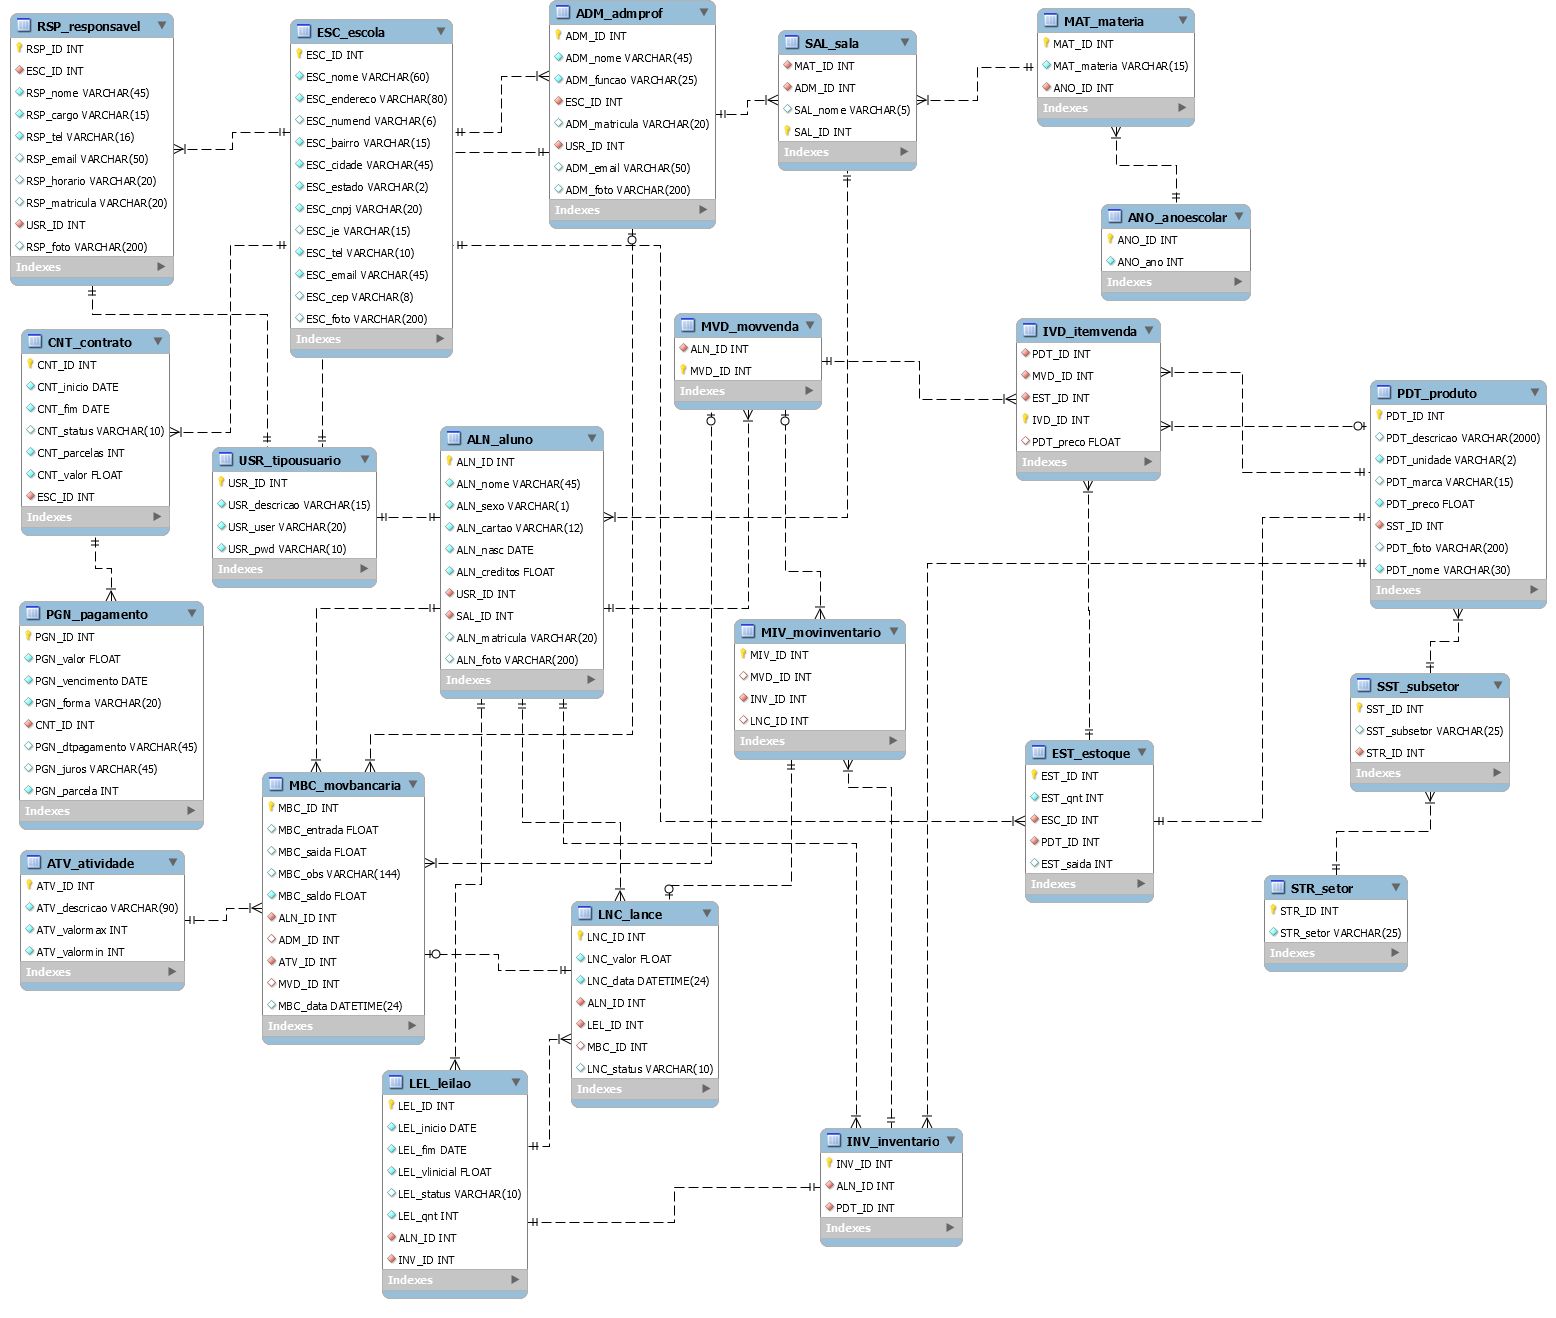 RSP_responsavel
RSP_ID INT
ESC_ID INT
RSP_nome VARCHAR(45)
RSP_cargo VARCHAR(15)
RSP_tel VARCHAR(16)
RSP_email VARCHAR(50)
RSP_horario VARCHAR(20)
RSP_matricula VARCHAR(20)
USR_ID INT
RSP_foto VARCHAR(200)
Indexes
ESC_escola
ESC_ID INT
ESC_nome VARCHAR(60)
ESC_endereco VARCHAR(80)
ESC_numend VARCHAR(6)
ESC_bairro VARCHAR(15)
ESC_cidade VARCHAR(45)
ESC_estado VARCHAR(2)
ESC_cnpj VARCHAR(20)
ESC_ie VARCHAR(15)
ESC_tel VARCHAR(10)
ESC_email VARCHAR(45)
ESC_cep VARCHAR(8)
ESC_foto VARCHAR(200)
Indexes
ADM_admprof
ADM_ID INT
ADM_nome VARCHAR(45)
ADM_funcao VARCHAR(25)
ESC_ID INT
ADM_matricula VARCHAR(20)
USR_ID INT
ADM_email VARCHAR(50)
ADM_foto VARCHAR(200)
Indexes
SAL_sala
MAT_ID INT
ADM_ID INT
SAL_nome VARCHAR(5)
SAL_ID INT
Indexes
MAT_materia
MAT_ID INT
MAT_materia VARCHAR(15)
ANO_ID INT
Indexes
ANO_anoescolar
ANO_ID INT
ANO_ano INT
Indexes
CNT_contrato
CNT_ID INT
CNT_inicio DATE
CNT_fim DATE
CNT_status VARCHAR(10)
CNT_parcelas INT
CNT_valor FLOAT
ESC_ID INT
Indexes
USR_tipousuario
USR_ID INT
USR_descricao VARCHAR(15)
USR_user VARCHAR(20)
USR_pwd VARCHAR(10)
Indexes
ALN_aluno
ALN_ID INT
ALN_nome VARCHAR(45)
ALN_sexo VARCHAR(1)
ALN_cartao VARCHAR(12)
ALN_nasc DATE
ALN_creditos FLOAT
USR_ID INT
SAL_ID INT
ALN_matricula VARCHAR(20)
ALN_foto VARCHAR(200)
Indexes
MVD_movvenda
ALN_ID INT
MVD_ID INT
Indexes
IVD_itemvenda
PDT_ID INT
MVD_ID INT
EST_ID INT
IVD_ID INT
PDT_preco FLOAT
Indexes
PDT_produto
PDT_ID INT
PDT_descricao VARCHAR(2000)
PDT_unidade VARCHAR(2)
PDT_marca VARCHAR(15)
PDT_preco FLOAT
SST_ID INT
PDT_foto VARCHAR(200)
PDT_nome VARCHAR(30)
Indexes
PGN_pagamento
PGN_ID INT
PGN_valor FLOAT
PGN_vencimento DATE
PGN_forma VARCHAR(20)
CNT_ID INT
PGN_dtpagamento VARCHAR(45)
PGN_juros VARCHAR(45)
PGN_parcela INT
Indexes
MIV_movinventario
MIV_ID INT
MVD_ID INT
INV_ID INT
LNC_ID INT
Indexes
SST_subsetor
SST_ID INT
SST_subsetor VARCHAR(25)
STR_ID INT
Indexes
EST_estoque
EST_ID INT
EST_qnt INT
ESC_ID INT
PDT_ID INT
EST_saida INT
Indexes
MBC_movbancaria
MBC_ID INT
MBC_entrada FLOAT
MBC_saida FLOAT
MBC_obs VARCHAR(144)
MBC_saldo FLOAT
ALN_ID INT
ADM_ID INT
ATV_ID INT
MVD_ID INT
MBC_data DATETIME(24)
Indexes
ATV_atividade
ATV_ID INT
ATV_descricao VARCHAR(90)
ATV_valormax INT
ATV_valormin INT
Indexes
STR_setor
STR_ID INT
STR_setor VARCHAR(25)
Indexes
LNC_lance
LNC_ID INT
LNC_valor FLOAT
LNC_data DATETIME(24)
ALN_ID INT
LEL_ID INT
MBC_ID INT
LNC_status VARCHAR(10)
Indexes
LEL_leilao
LEL_ID INT
LEL_inicio DATE
LEL_fim DATE
LEL_vlinicial FLOAT
LEL_status VARCHAR(10)
LEL_qnt INT
ALN_ID INT
INV_ID INT
Indexes
INV_inventario
INV_ID INT
ALN_ID INT
PDT_ID INT
Indexes